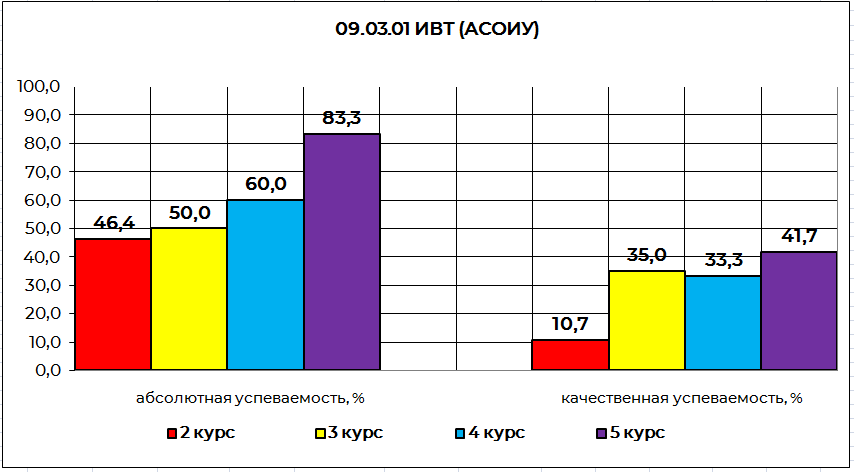 09.03.01 ИВТ (АСОИУ)
100,0
90,0
80,0
70,0
60,0
50,0
40,0
30,0
20,0
10,0
0,0
46,4
50,0
60,0
83,3
10,7
35,0
33,3
41,7
абсолютная успеваемость, %
качественная успеваемость, %
2 курс
3 курс
4 курс
5 курс